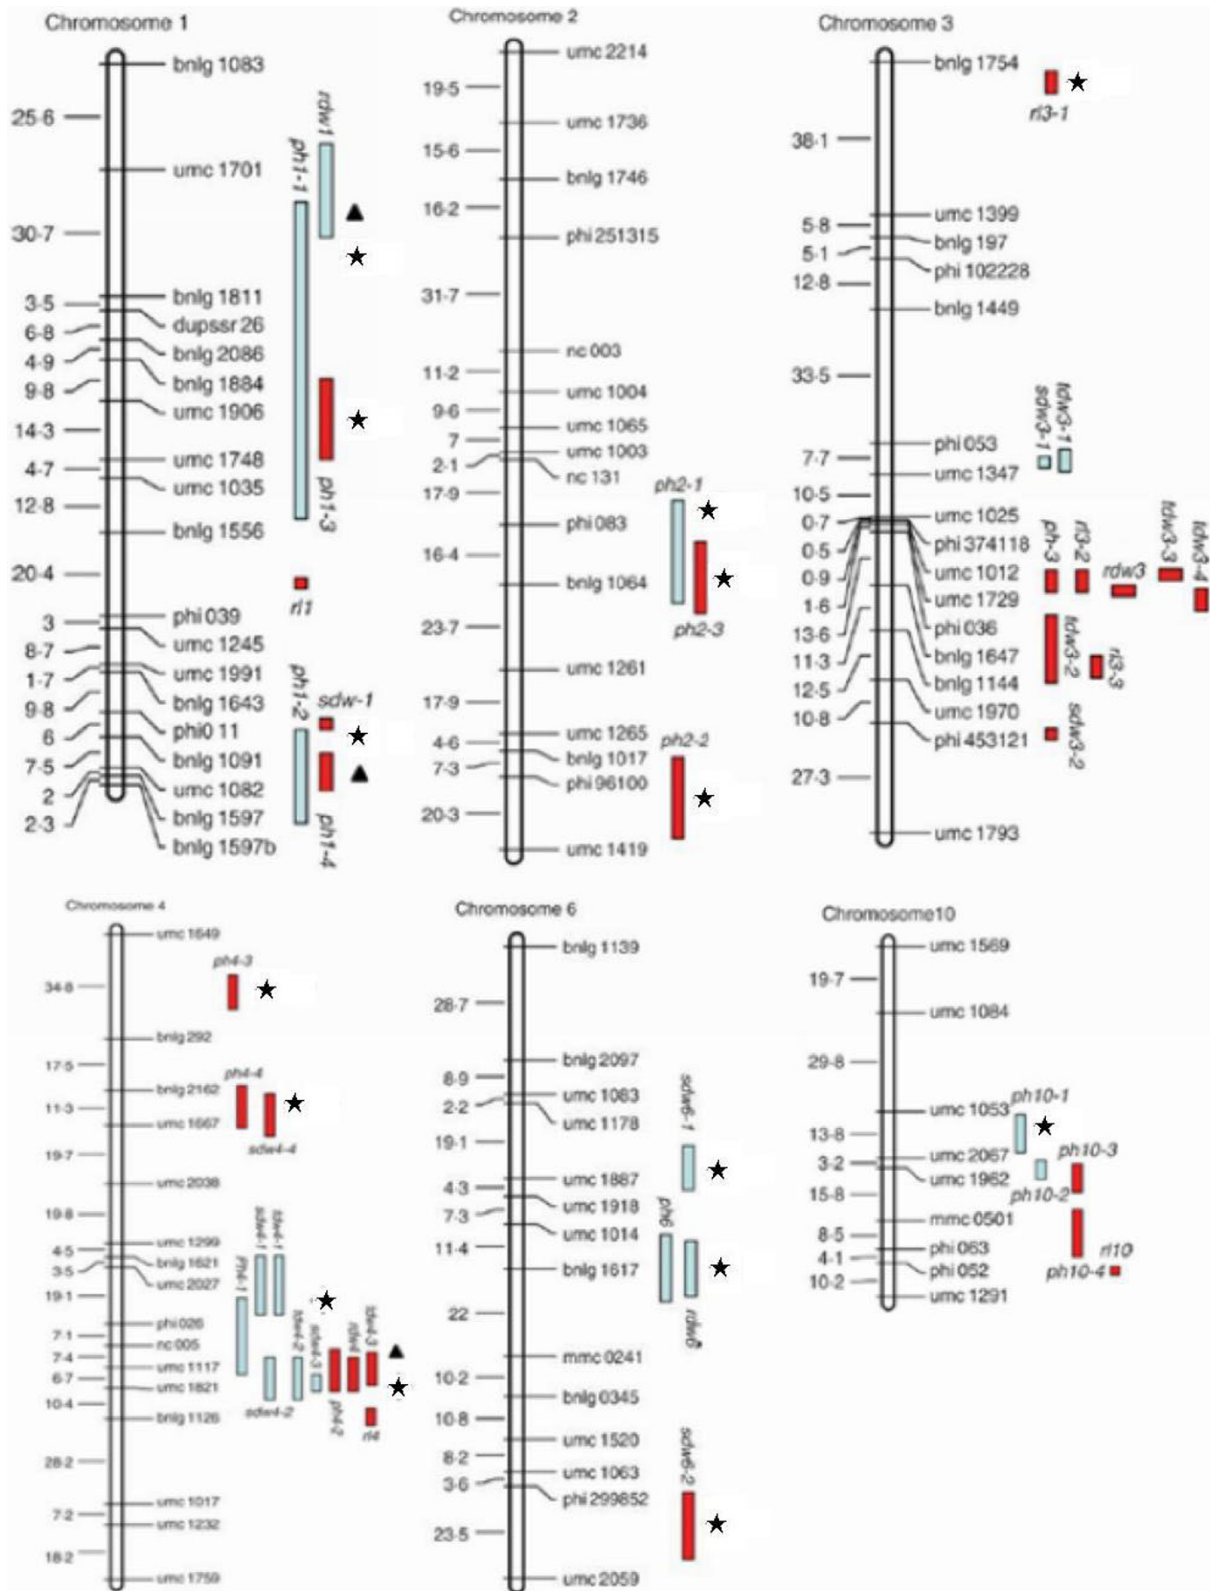 Chromosome 1
bnlg 1083
25-6
rdw1
ph1-1
umc 1701
30-7
bnlg 1811
3-5
dupssr 26
6-8
bnlg 2086
4-9
bnlg 1884
9-8
umc 1906
14-3
umc 1748
4-7
umc 1035
12-8
ph1-3
bnlg 1556
20-4
rl1
phi 039
3
umc 1245
8-7
umc 1991
1-7
ph1-2
sdw-1
bnlg 1643
9-8
phi0 11
6
bnlg 1091
7-5
umc 1082
2
bnlg 1597
2-3
ph1-4
bnlg 1597b
Chromosome 2
umc 2214
19-5
umc 1736
15-6
bnlg 1746
16-2
phi 251315
31-7
nc 003
11-2
umc 1004
9-6
umc 1065
7
umc 1003
2-1
nc 131
ph2-1
17-9
phi 083
16-4
bnlg 1064
23-7
ph2-3
umc 1261
17-9
umc 1265
4-6
ph2-2
bnlg 1017
7-3
phi 96100
20-3
umc 1419
Chromosome 3
bnlg 1754
rl3-1
38-1
umc 1399
5-8
bnlg 197
5-1
phi 102228
12-8
bnlg 1449
33-5
sdw3-1
tdw3-1
phi 053
7-7
umc 1347
10-5
umc 1025
0-7
phi 374118
0-5
ph-3
rl3-2
rdw3
tdw3-3
tdw3-4
umc 1012
0-9
umc 1729
1-6
phi 036
13-6
bnlg 1647
11-3
tdw3-2
rl3-3
bnlg 1144
12-5
umc 1970
10-8
phi 453121
sdw3-2
27-3
umc 1793
Chromosome 4
umc 1649
ph4-3
34-8
bnlg 292
17-5
ph4-4
bnlg 2162
11-3
umc 1667
sdw4-4
19-7
umc 2038
19-8
sdw4-1
tdw4-1
umc 1299
4-5
bnlg 1621
3-5
umc 2027
Ph4-1
19-1
phi 026
7-1
nc 005
tdw4-2
sdw4-3
rdw4
tdw4-3
7-4
umc 1117
6-7
umc 1821
10-4
sdw4-2
ph4-2
rl4
bnlg 1126
28-2
umc 1017
7-2
umc 1232
18-2
umc 1759
Chromosome 6
bnlg 1139
28-7
bnlg 2097
8-9
umc 1083
2-2
umc 1178
sdw6-1
19-1
umc 1887
4-3
umc 1918
7-3
umc 1014
ph6
11-4
bnlg 1617
22
rdw6
mmc 0241
10-2
bnlg 0345
10-8
umc 1520
8-2
umc 1063
3-6
phi 299852
sdw6-2
23-5
umc 2059
Chromosome10
umc 1569
19-7
umc 1084
29-8
ph10-1
umc 1053
13-8
ph10-3
umc 2067
3-2
umc 1962
15-8
ph10-2
mmc 0501
8-5
phi 063
rl10
4-1
phi 052
ph10-4
10-2
umc 1291